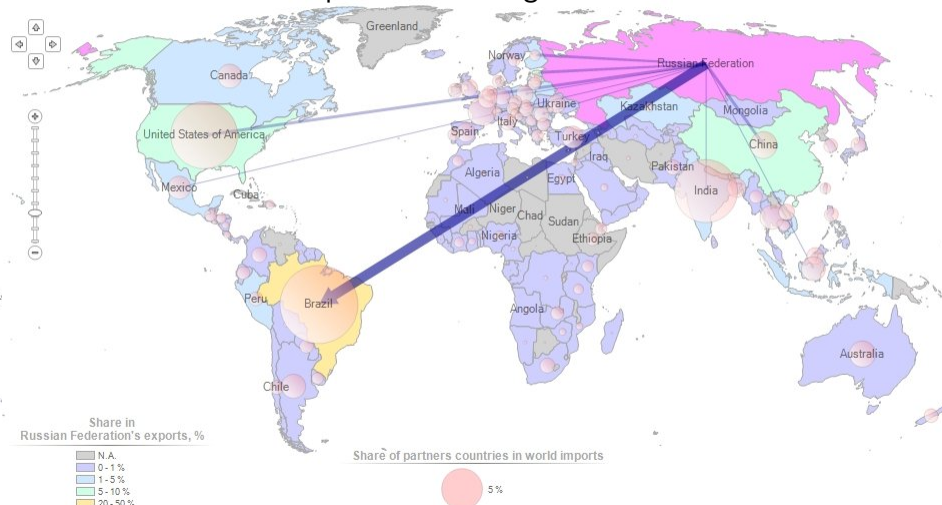 Greenland
Norway
Russian Federation
Canada
Ukraine
Kazakhstan
Mongolia
United States of America
Italy
Spain
Turkey
China
Iraq
Pakistan
Algeria
Egypt
India
Mexico
Cuba
Mali
Niger
Chad
Sudan
Nigeria
Ethiopia
Peru
Brazil
Angola
Australia
Chile
Share in
Russian Federation's exports, %
N.A.
0 - 1 %
1 - 5 %
5 - 10 %
20 - 50 %
Share of partners countries in world imports
5 %